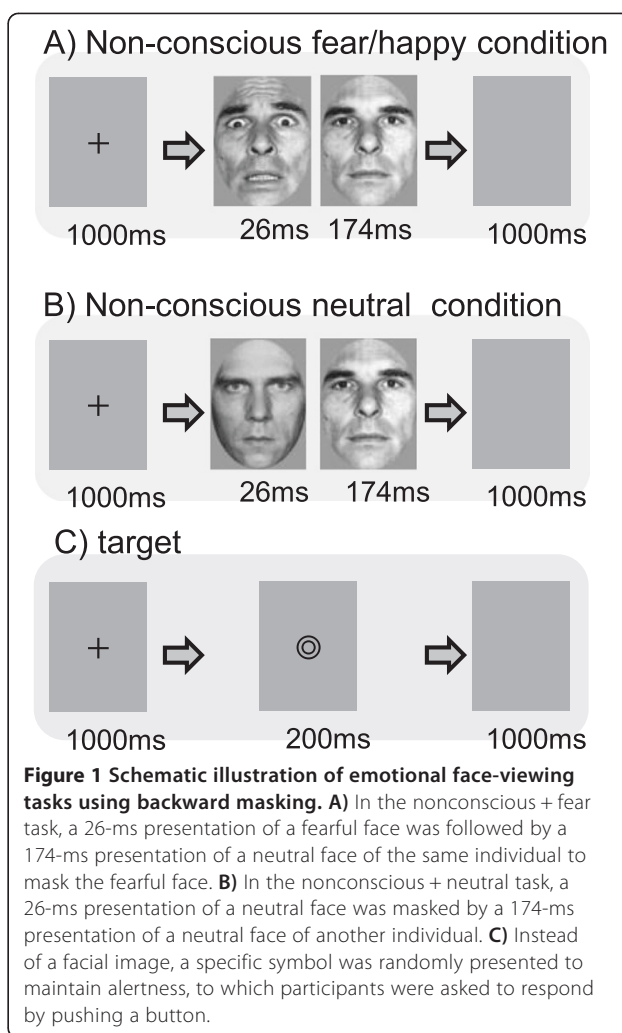 A) Non-conscious fear/happy condition
+
1000ms
26ms 174ms
1000ms
B) Non-conscious neutral condition
+
1000ms
26ms 174ms
1000ms
C) target
+
1000ms
200ms
1000ms
Figure 1 Schematic illustration of emotional face-viewing
tasks using backward masking. A) In the nonconscious + fear
task, a 26-ms presentation of a fearful face was followed by a
174-ms presentation of a neutral face of the same individual to
mask the fearful face. B) In the nonconscious + neutral task, a
26-ms presentation of a neutral face was masked by a 174-ms
presentation of a neutral face of another individual. C) Instead
of a facial image, a specific symbol was randomly presented to
maintain alertness, to which participants were asked to respond
by pushing a button.